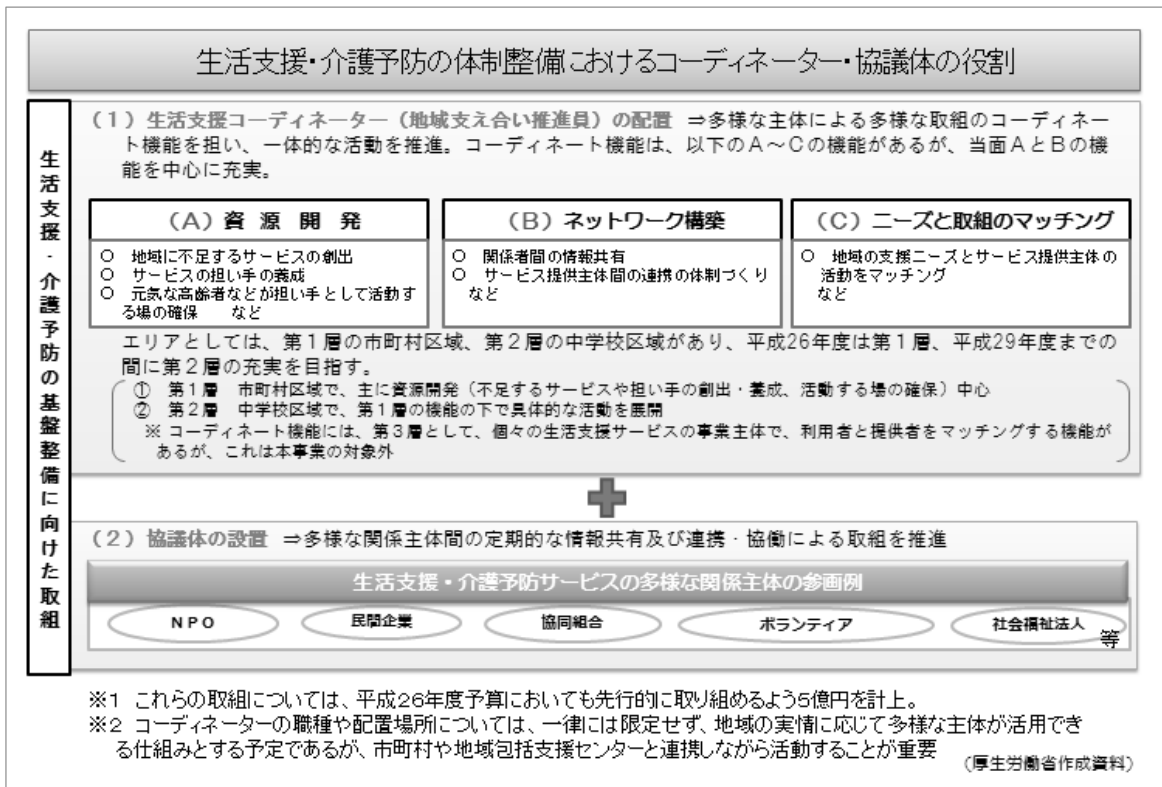 生活支援・介護予防の体制整備におけるコーディネーター・協議体の役割
生活支援・介護予防の基盤整備に向けた取組
（１）生活支援コーディネーター（地域支え合い推進員）の配置 ⇒多様な主体による多様な取組のコーディネー
ト機能を担い、一体的な活動を推進。コーディネート機能は、以下のＡ～Ｃの機能があるが、当面ＡとＢの機
能を中心に充実。
（Ａ）資 源 開 発
○ 地域に不足するサービスの創出
○ サービスの担い手の養成
○ 元気な高齢者などが担い手として活動す
る場の確保 など
（Ｂ）ネットワーク構築
○ 関係者間の情報共有
○ サービス提供主体間の連携の体制づくり
など
（Ｃ）ニーズと取組のマッチング
○ 地域の支援ニーズとサービス提供主体の
活動をマッチング
など
エリアとしては、第１層の市町村区域、第２層の中学校区域があり、平成26年度は第１層、平成29年度までの
間に第２層の充実を目指す。
① 第１層 市町村区域で、主に資源開発（不足するサービスや担い手の創出・養成、活動する場の確保）中心
② 第２層 中学校区域で、第１層の機能の下で具体的な活動を展開
※ コーディネート機能には、第３層として、個々の生活支援サービスの事業主体で、利用者と提供者をマッチングする機能が
あるが、これは本事業の対象外
（２）協議体の設置 ⇒多様な関係主体間の定期的な情報共有及び連携・協働による取組を推進
生活支援・介護予防サービスの多様な関係主体の参画例
ＮＰＯ
民間企業
協同組合
ボランティア
社会福祉法人
等
※1 これらの取組については、平成26年度予算においても先行的に取り組めるよう5億円を計上。
※2 コーディネーターの職種や配置場所については、一律には限定せず、地域の実情に応じて多様な主体が活用でき
る仕組みとする予定であるが、市町村や地域包括支援センターと連携しながら活動することが重要
（厚生労働省作成資料）